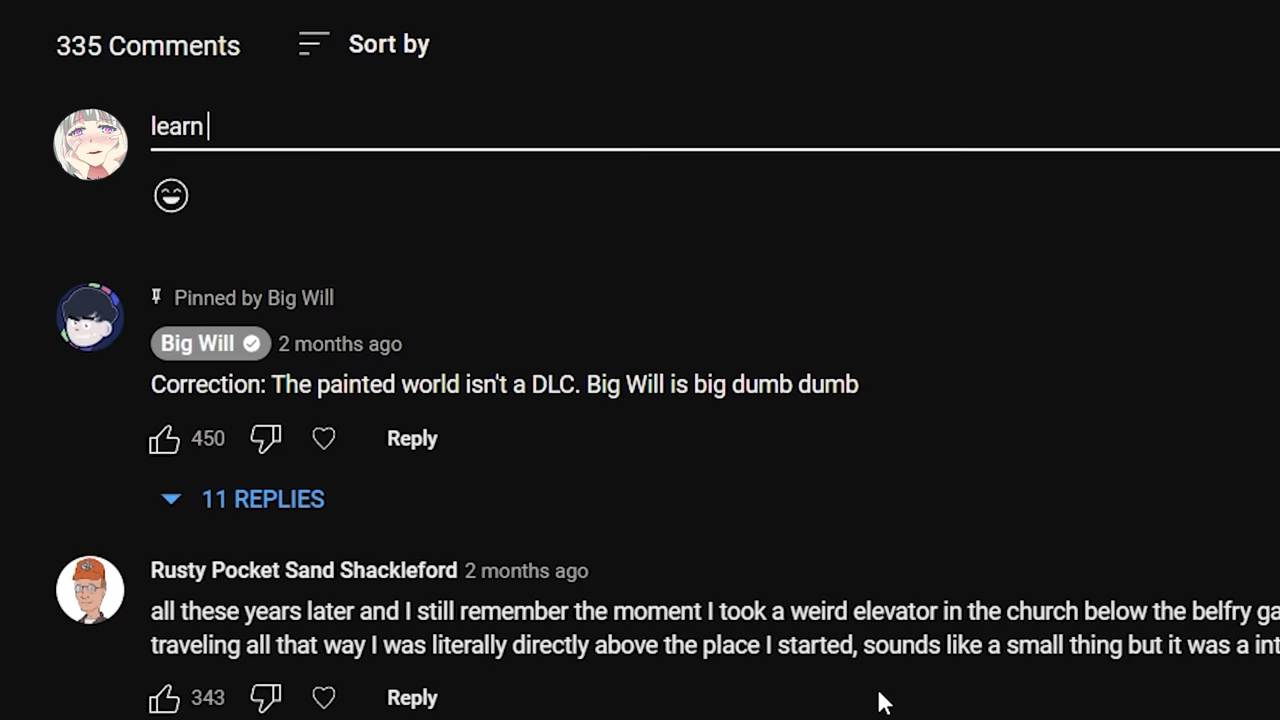 335 Comments
Sort by
learn
Pinned by Big Will
Big Will 2 months ago
Correction: The painted world isn't a DLC. Big Will is big dumb dumb
450 Reply
11 REPLIES
Rusty Pocket Sand Shackleford 2 months ago
all these years later and I still remember the moment I took a weird elevator in the church below the belfry
traveling all that way I was literally directly above the place I started, sounds like a small thing but it was a
343 Reply